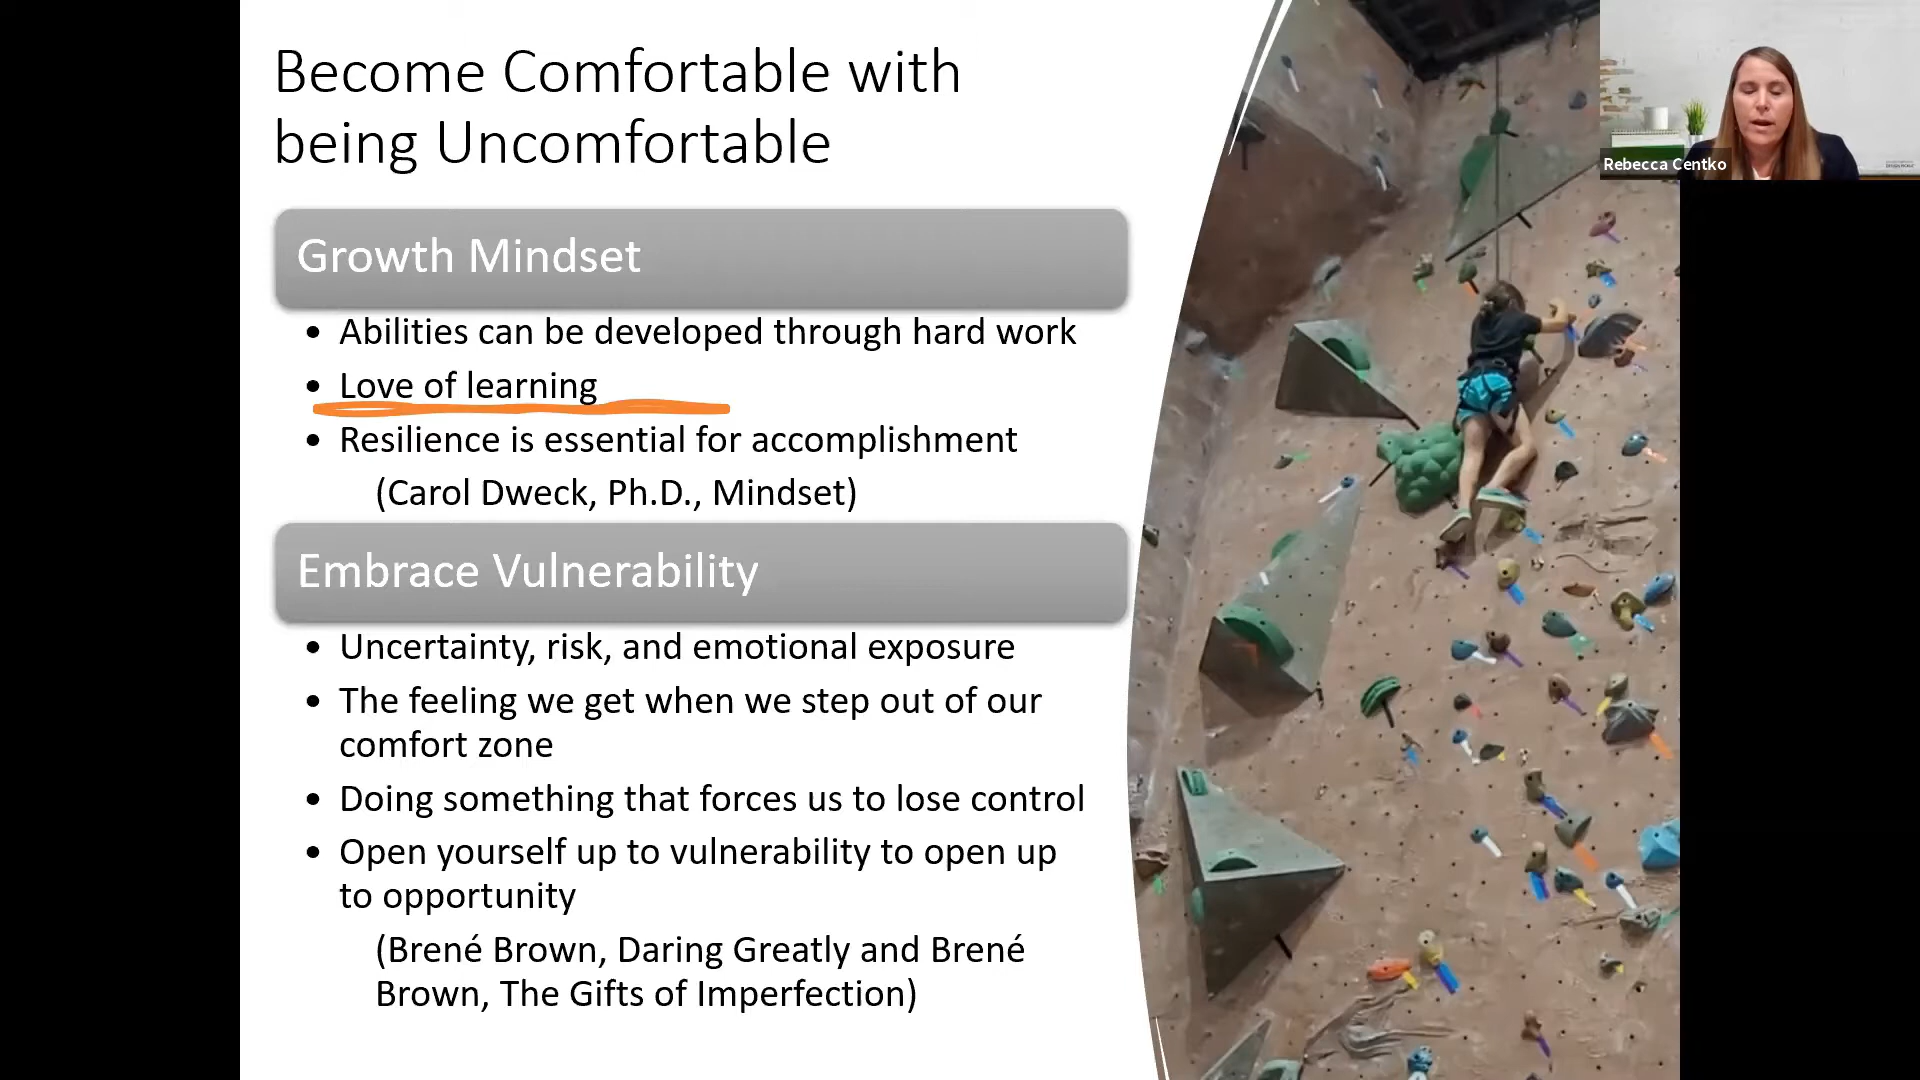 Become Comfortable with
being Uncomfortable
Growth Mindset
• Abilities can be developed through hard work
• Love of learning
• Resilience is essential for accomplishment
(Carol Dweck, Ph.D., Mindset)
Embrace Vulnerability
• Uncertainty, risk, and emotional exposure
• The feeling we get when we step out of our
comfort zone
• Doing something that forces us to lose control
• Open yourself up to vulnerability to open up
to opportunity
(Brené Brown, Daring Greatly and Brené
Brown, The Gifts of Imperfection)
Rebecca Centko